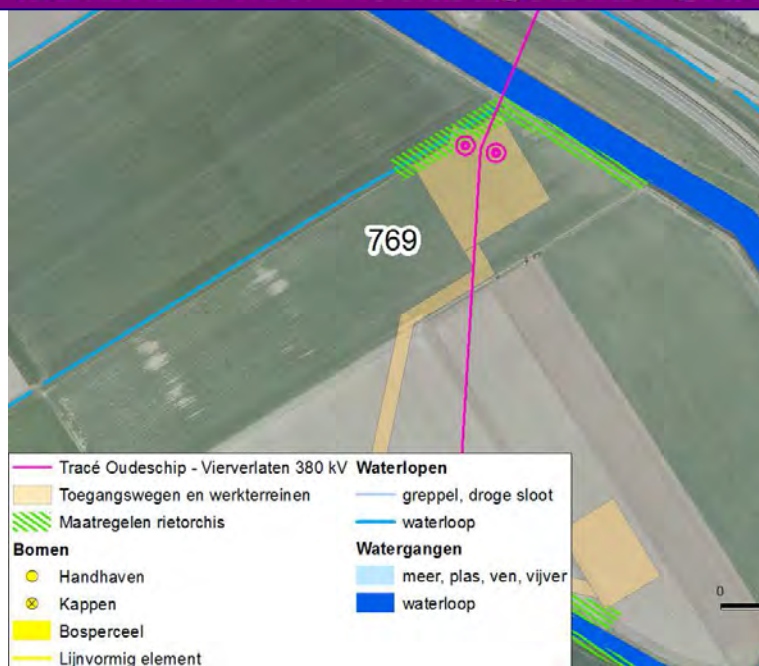 769
Tracé Oudeschip - Vierverlaten 380 kV
Toegangswegen en werkterreinen
Maatregelen rietorchis
Bomen
Handhaven
Kappen
Bosperceel
Lijnvormig element
Waterlopen
greppel, droge sloot
waterloop
Watergangen
meer, plas, ven, vijver
waterloop
0